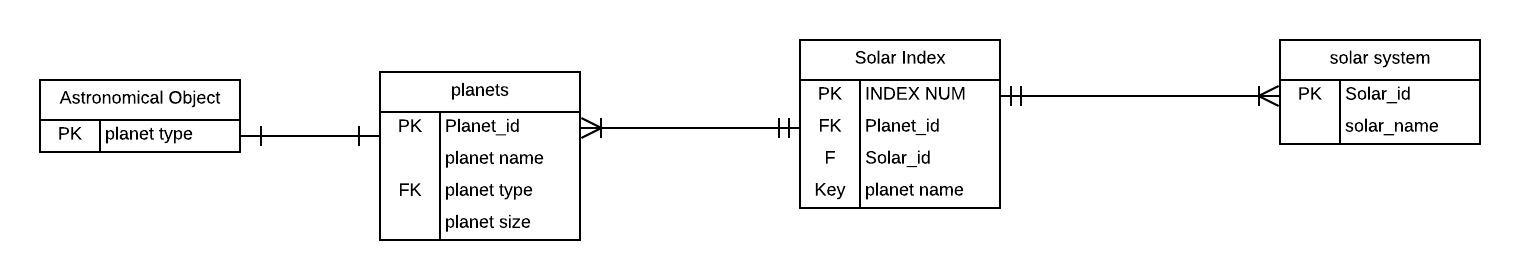 Astronomical Object
PK planet type
planets
PK Planet_id
planet name
FK planet type
planet size
Solar Index
PK INDEX NUM
FK Planet_id
F Solar_id
Key planet name
solar system
PK Solar_id
solar_name